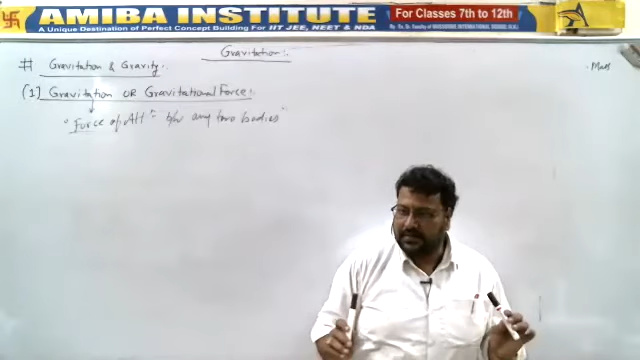 AMIBA INSTITUTE
For Classes 7th to 12th
A Unique Destination of Perfect Concept Building For IIT JEE, NEET & NDA
Gravitation:.
# Gravitation & Gravity:.
Mass
(1) Gravitation OR Gravitational Force:.
"Force of Attⁿ b/w any two bodies"